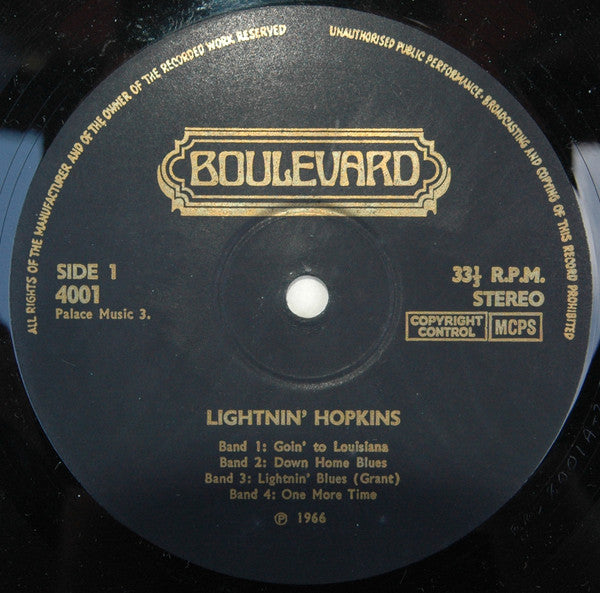 ALL RIGHTS OF THE MANUFACTURER AND OF THE OWNER OF THE RECORDED WORK RESERVED
UNAUTHORISED PUBLIC PERFORMANCE · BROADCASTING AND COPYING OF THIS RECORD PROHIBITED
BOULEVARD
SIDE 1
4001
Palace Music 3.
33⅓ R.P.M.
STEREO
COPYRIGHT CONTROL MCPS
LIGHTNIN' HOPKINS
Band 1: Goin' to Louisiana
Band 2: Down Home Blues
Band 3: Lightnin' Blues (Grant)
Band 4: One More Time
℗ 1966